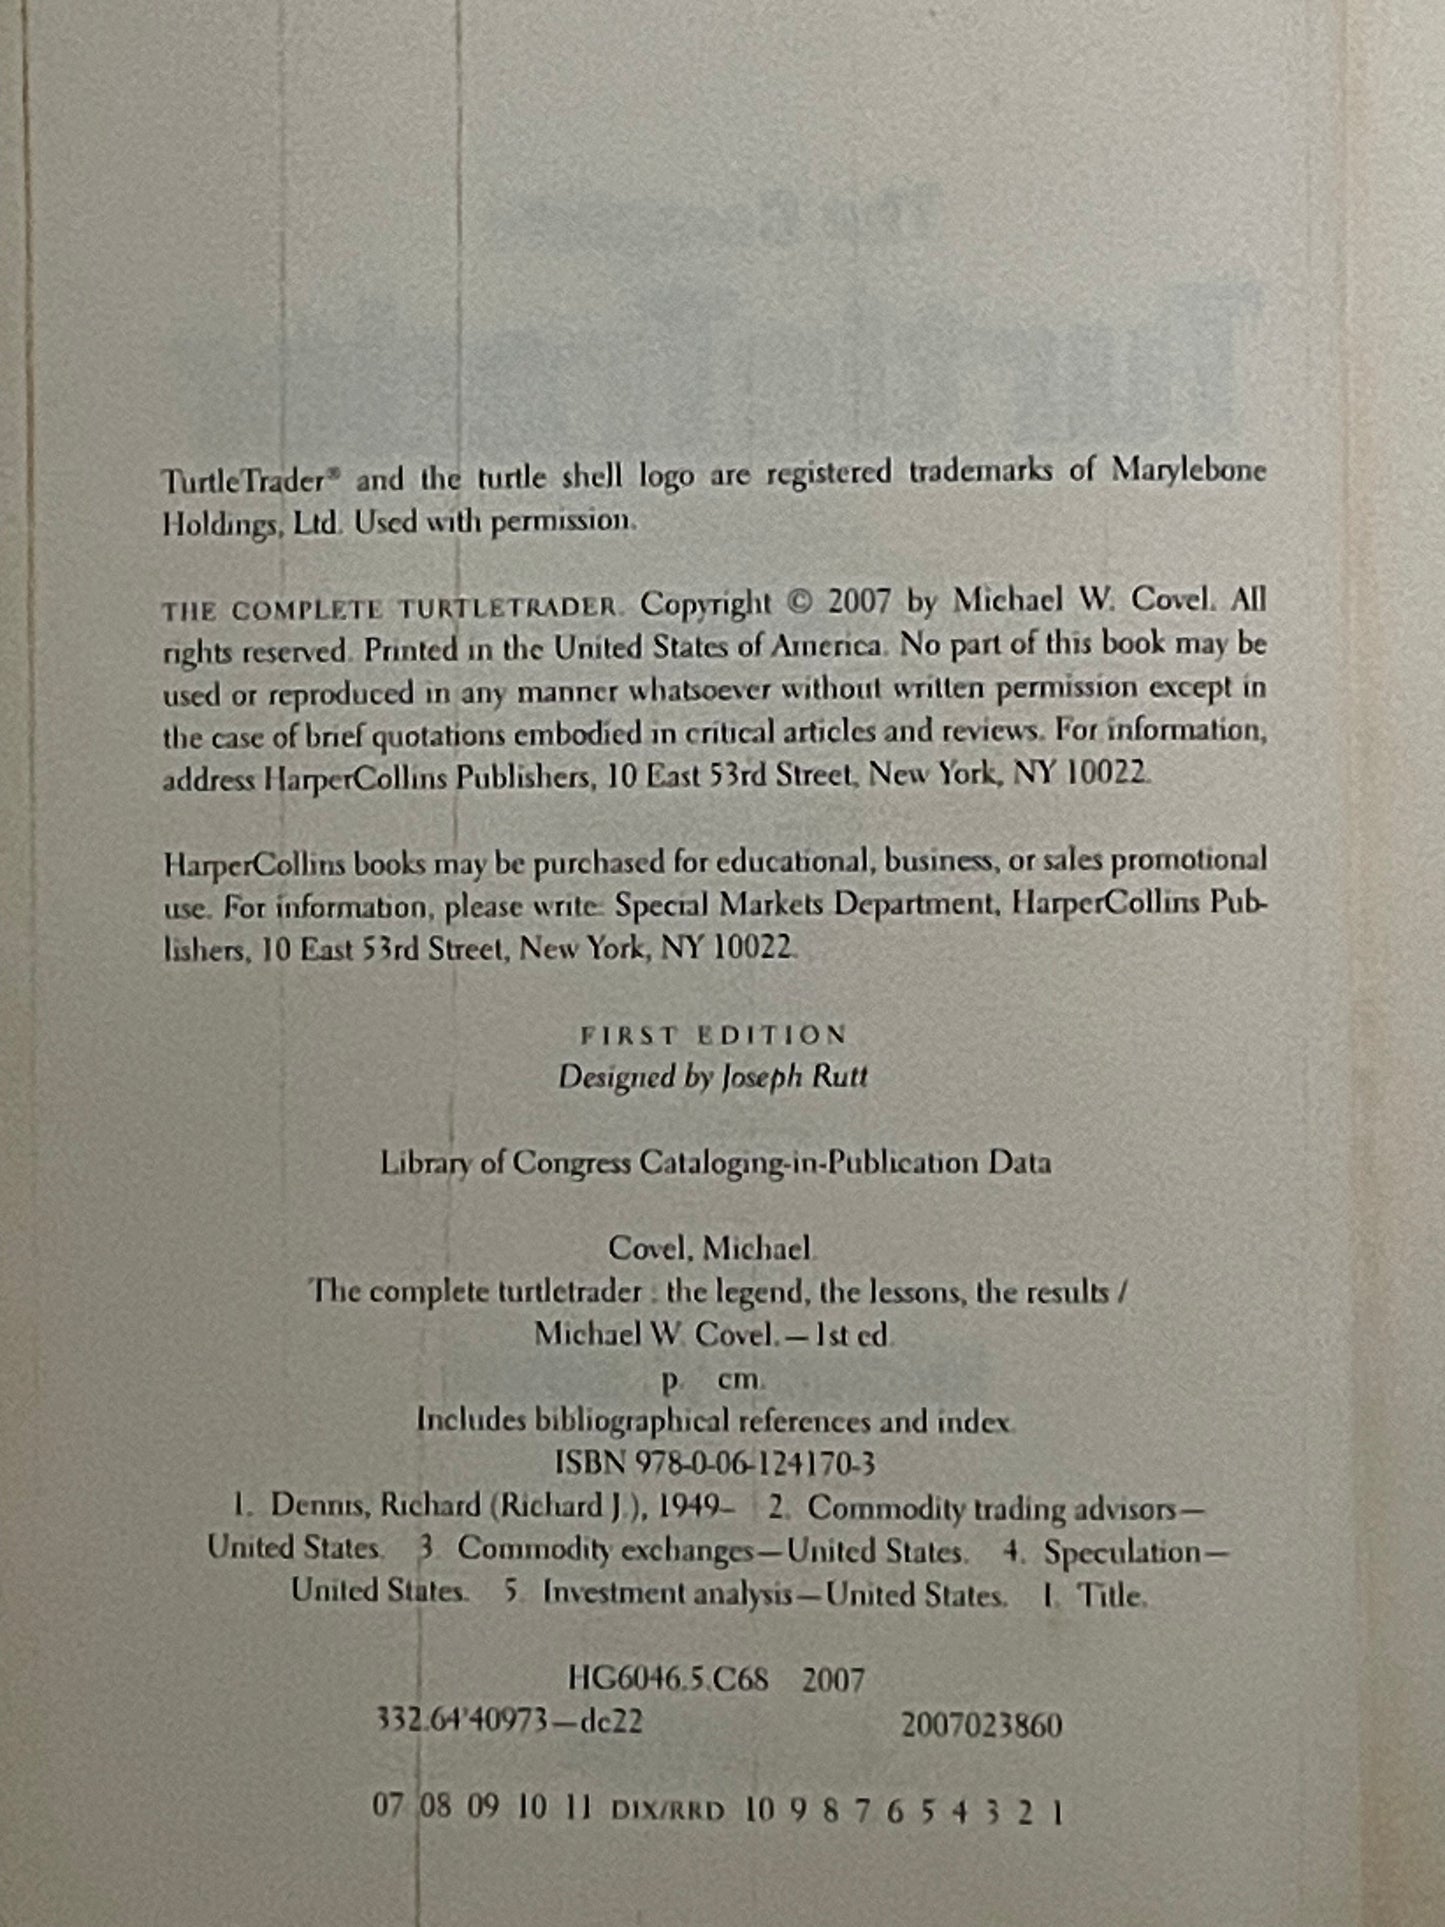 TurtleTrader® and the turtle shell logo are registered trademarks of Marylebone
Holdings, Ltd. Used with permission.
THE COMPLETE TURTLETRADER. Copyright © 2007 by Michael W. Covel. All
rights reserved. Printed in the United States of America. No part of this book may be
used or reproduced in any manner whatsoever without written permission except in
the case of brief quotations embodied in critical articles and reviews. For information,
address HarperCollins Publishers, 10 East 53rd Street, New York, NY 10022.
HarperCollins books may be purchased for educational, business, or sales promotional
use. For information, please write: Special Markets Department, HarperCollins Pub-
lishers, 10 East 53rd Street, New York, NY 10022.
FIRST EDITION
Designed by Joseph Rutt
Library of Congress Cataloging-in-Publication Data
Covel, Michael.
The complete turtletrader : the legend, the lessons, the results /
Michael W. Covel.—1st ed.
p. cm.
Includes bibliographical references and index.
ISBN 978-0-06-124170-3
1. Dennis, Richard (Richard J.), 1949– 2. Commodity trading advisors—
United States. 3. Commodity exchanges—United States. 4. Speculation—
United States. 5. Investment analysis—United States. I. Title.
HG6046.5.C68 2007
332.64'40973—dc22 2007023860
07 08 09 10 11 DIX/RRD 10 9 8 7 6 5 4 3 2 1